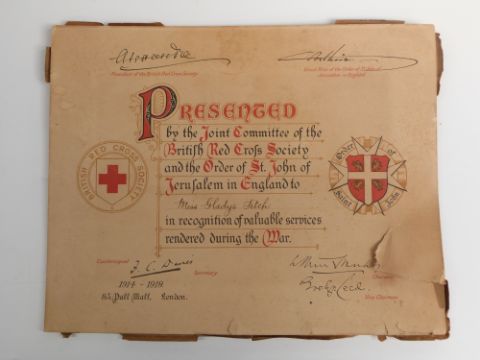 Alexandra
President of the British Red Cross Society.
Grand Prior of the Order of St. John of Jerusalem in England
PRESENTED
by the Joint Committee of the
British Red Cross Society
and the Order of St. John of
Jerusalem in England to
Miss Gladys
in recognition of valuable services
rendered during the War.
BRITISH RED CROSS SOCIETY
Order of Saint John
Countersigned
Secretary
Chairman
Vice Chairman
1914 - 1919.
83, Pall Mall, London.